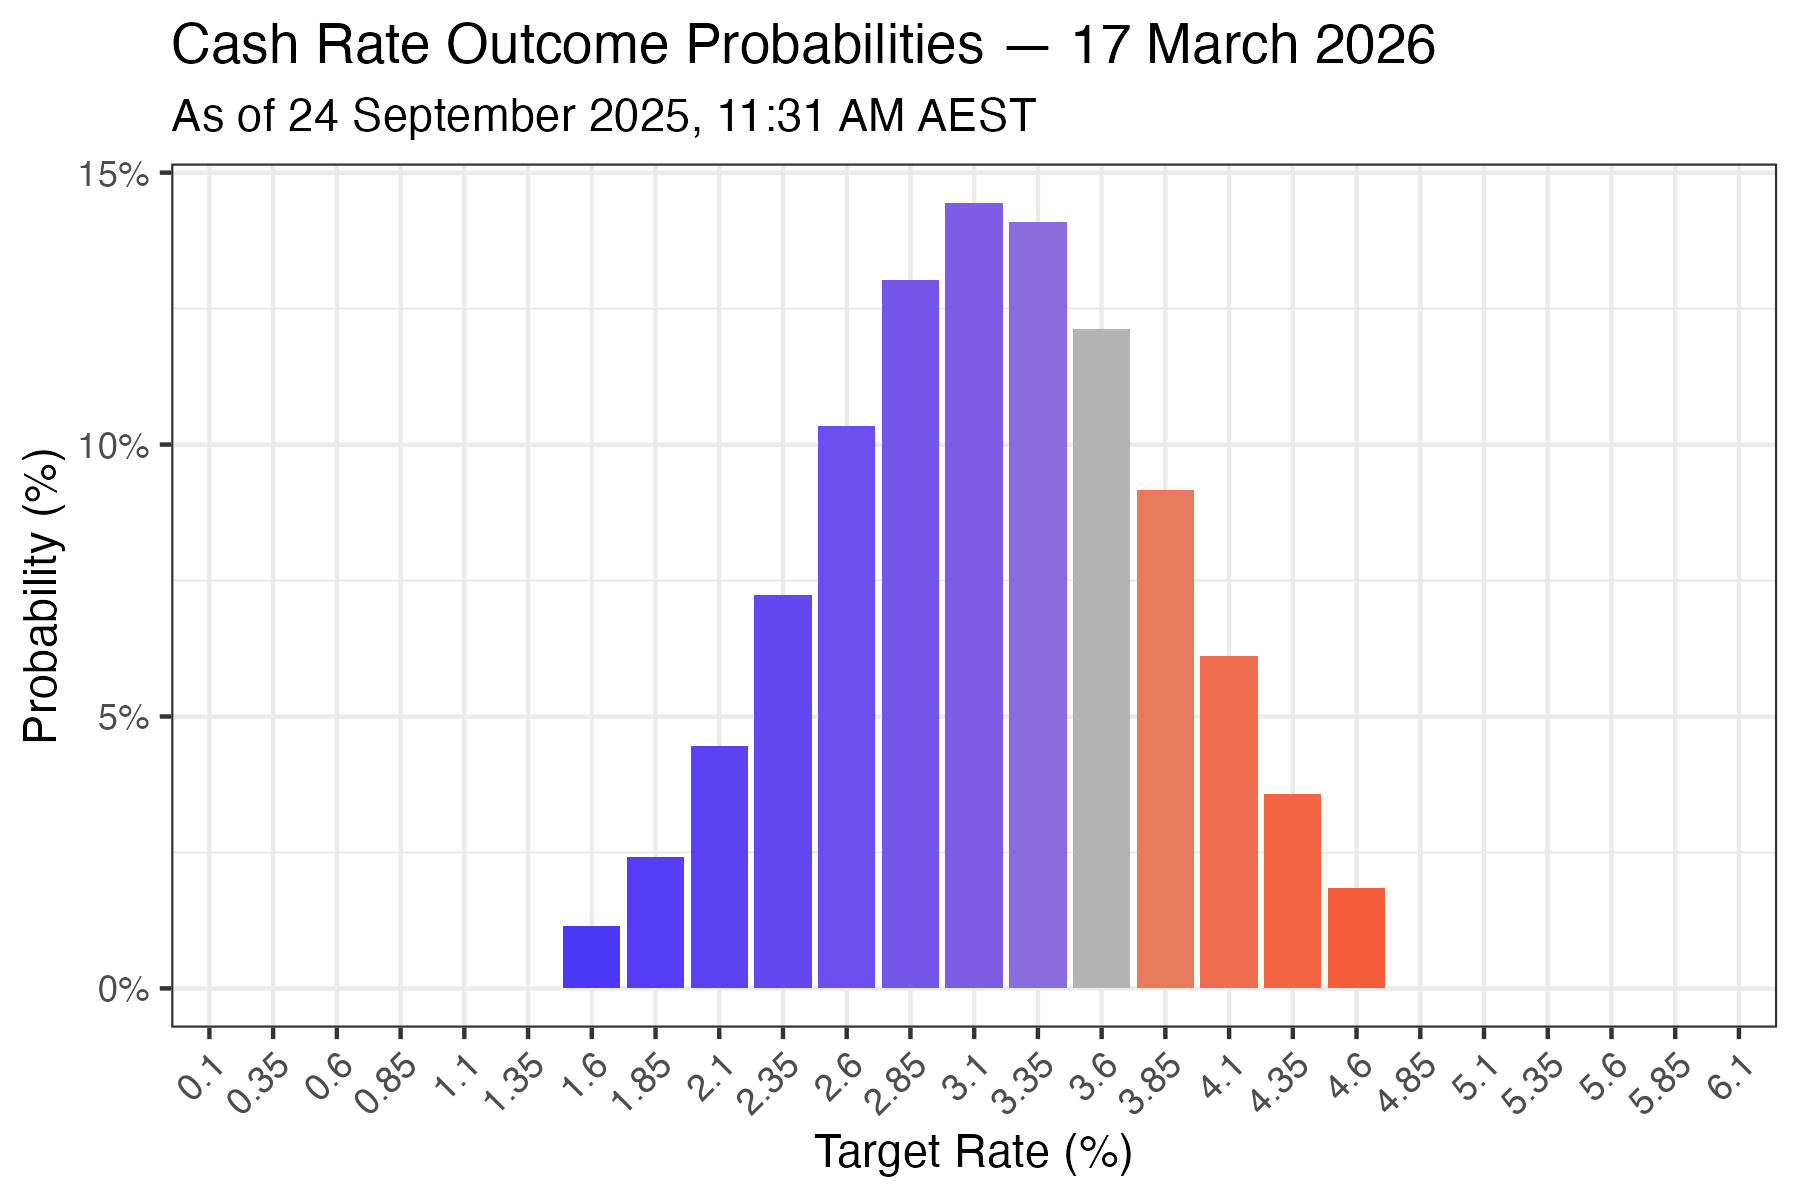 Cash Rate Outcome Probabilities — 17 March 2026
As of 24 September 2025, 11:31 AM AEST
Probability (%)
15%
10%
5%
0%
0.1 0.35 0.6 0.85 1.1 1.35 1.6 1.85 2.1 2.35 2.6 2.85 3.1 3.35 3.6 3.85 4.1 4.35 4.6 4.85 5.1 5.35 5.6 5.85 6.1
Target Rate (%)